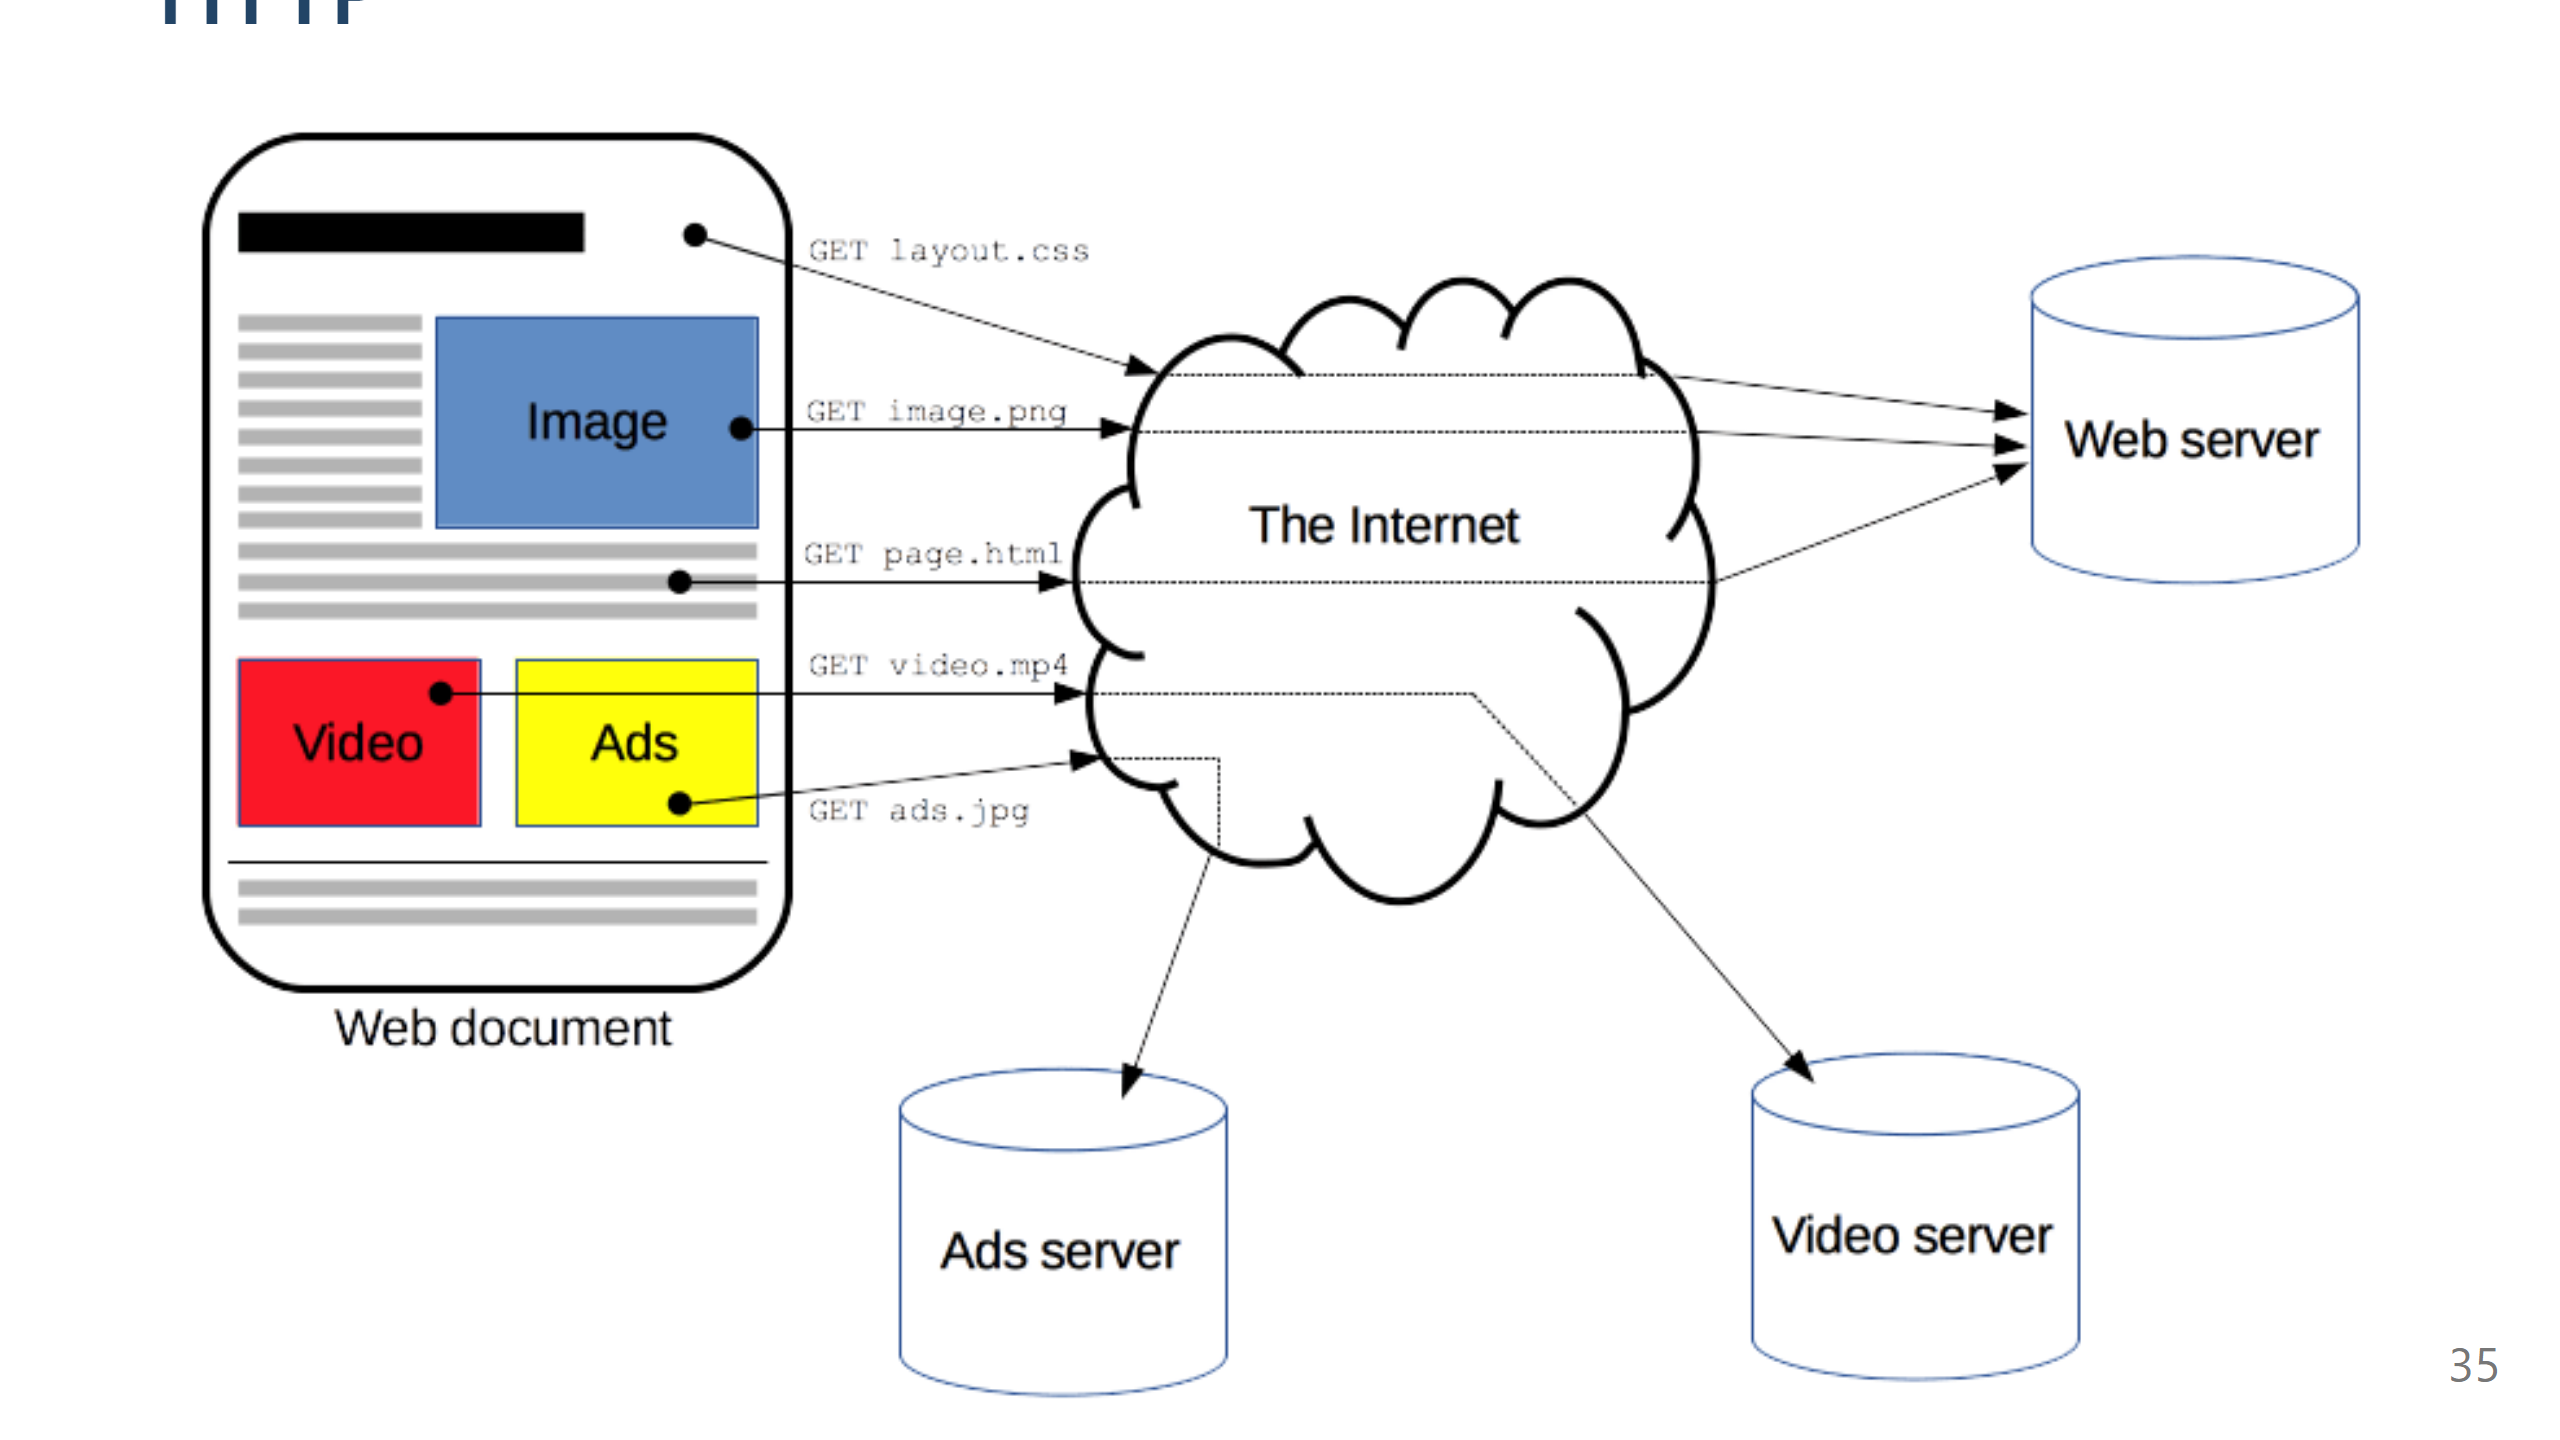 HTTP
GET layout.css
GET image.png
Image
Web server
The Internet
GET page.html
GET video.mp4
Video
Ads
GET ads.jpg
Web document
Ads server
Video server
35